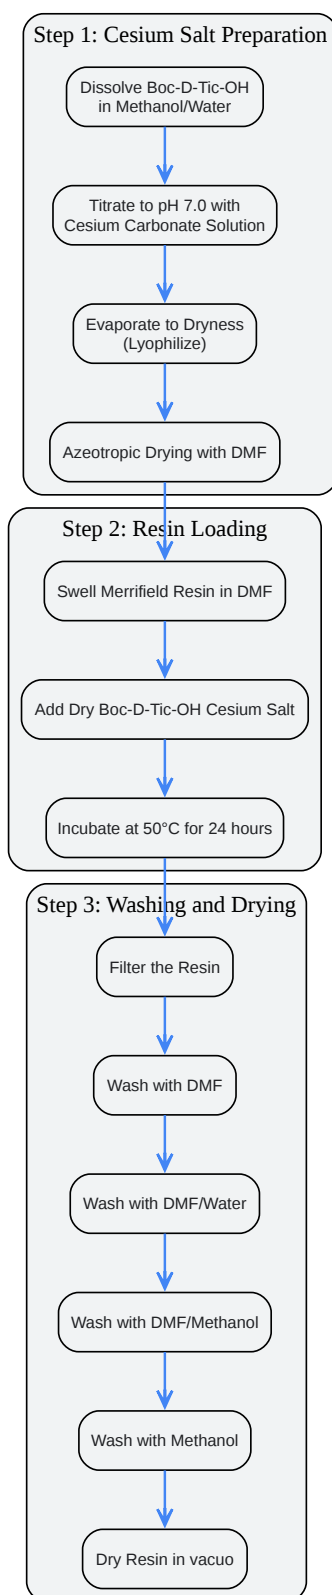 Step 1: Cesium Salt Preparation
Dissolve Boc-D-Tic-OH
in Methanol/Water
Titrate to pH 7.0 with
Cesium Carbonate Solution
Evaporate to Dryness
(Lyophilize)
Azeotropic Drying with DMF
Step 2: Resin Loading
Swell Merrifield Resin in DMF
Add Dry Boc-D-Tic-OH Cesium Salt
Incubate at 50°C for 24 hours
Step 3: Washing and Drying
Filter the Resin
Wash with DMF
Wash with DMF/Water
Wash with DMF/Methanol
Wash with Methanol
Dry Resin in vacuo